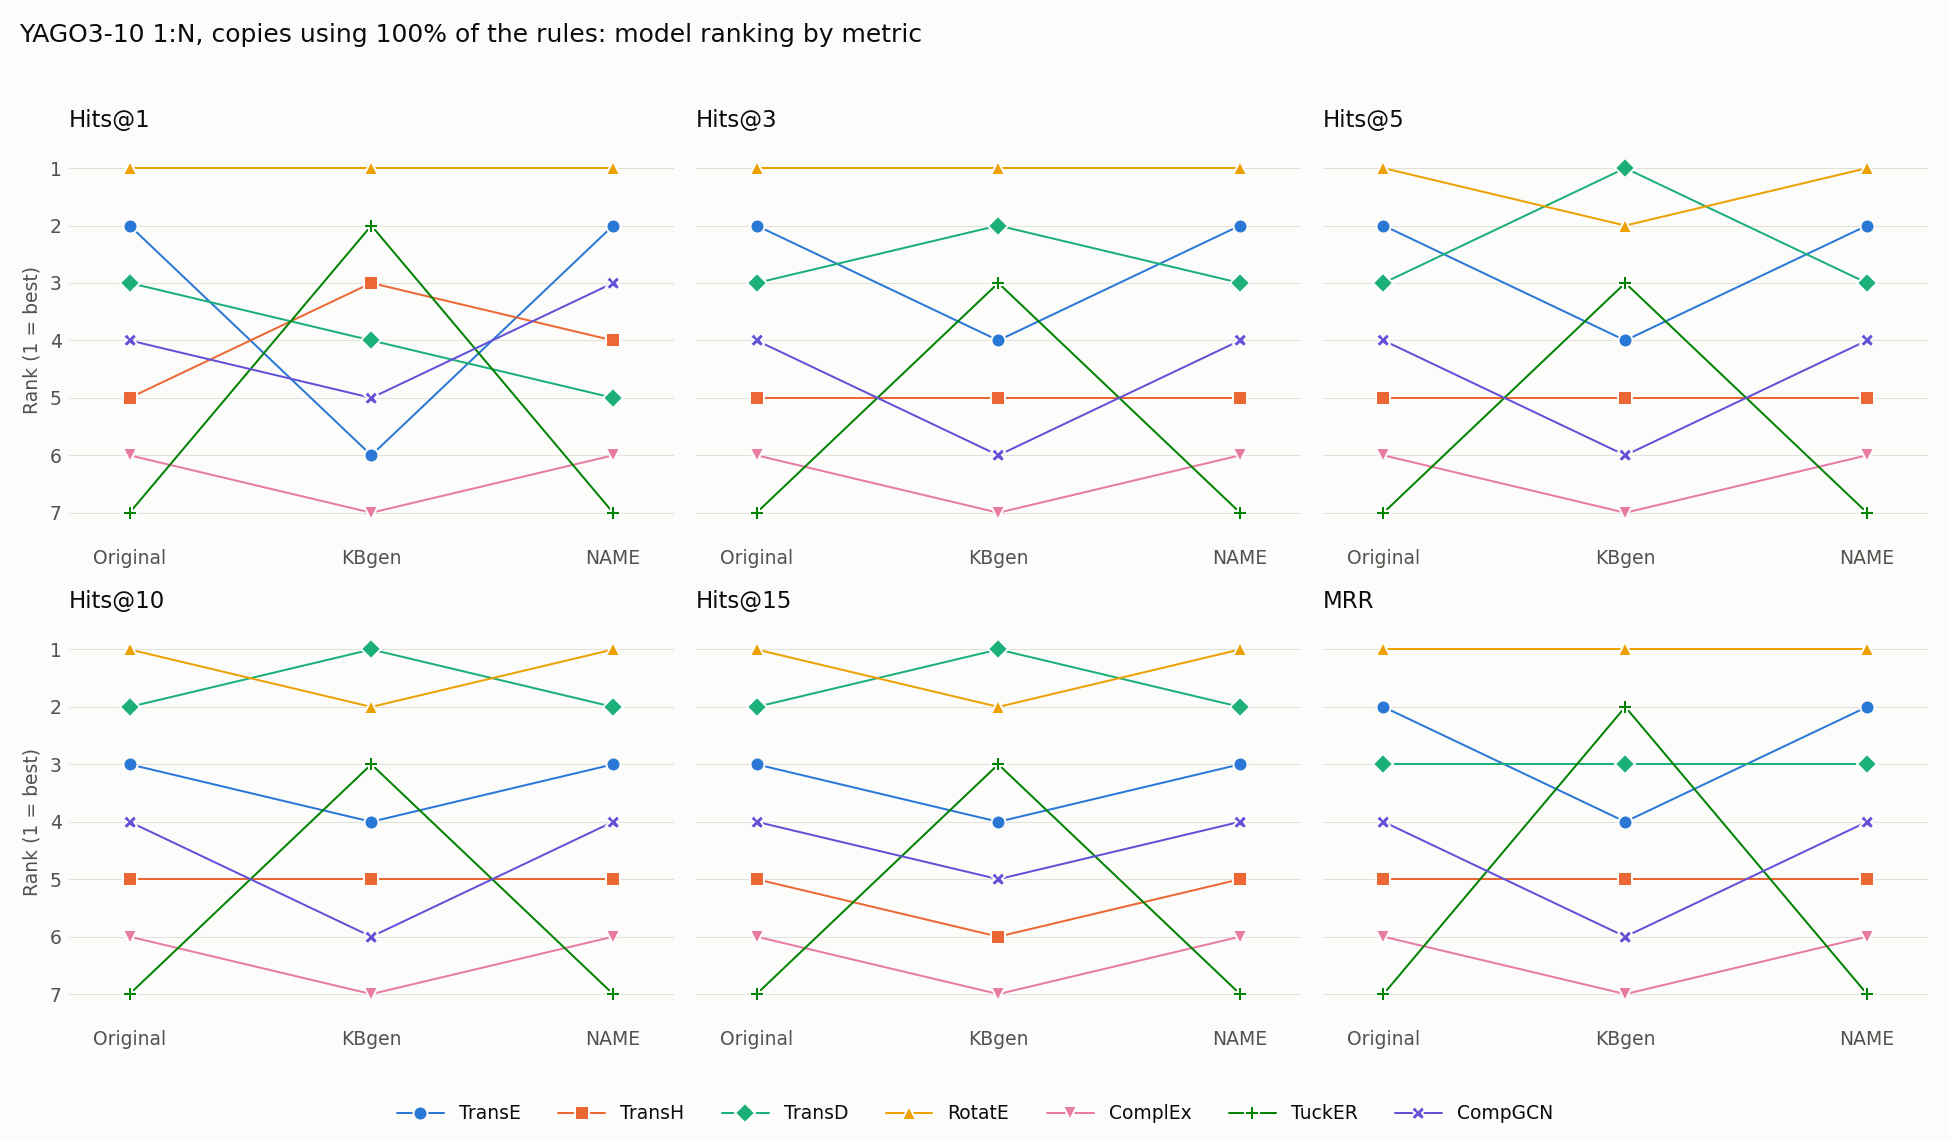 YAGO3-10 1:N, copies using 100% of the rules: model ranking by metric
Hits@1
Hits@3
Hits@5
Rank (1 = best)
1
2
3
4
5
6
7
Original
KBgen
NAME
Original
KBgen
NAME
Original
KBgen
NAME
Hits@10
Hits@15
MRR
Rank (1 = best)
1
2
3
4
5
6
7
Original
KBgen
NAME
Original
KBgen
NAME
Original
KBgen
NAME
TransE
TransH
TransD
RotatE
ComplEx
TuckER
CompGCN